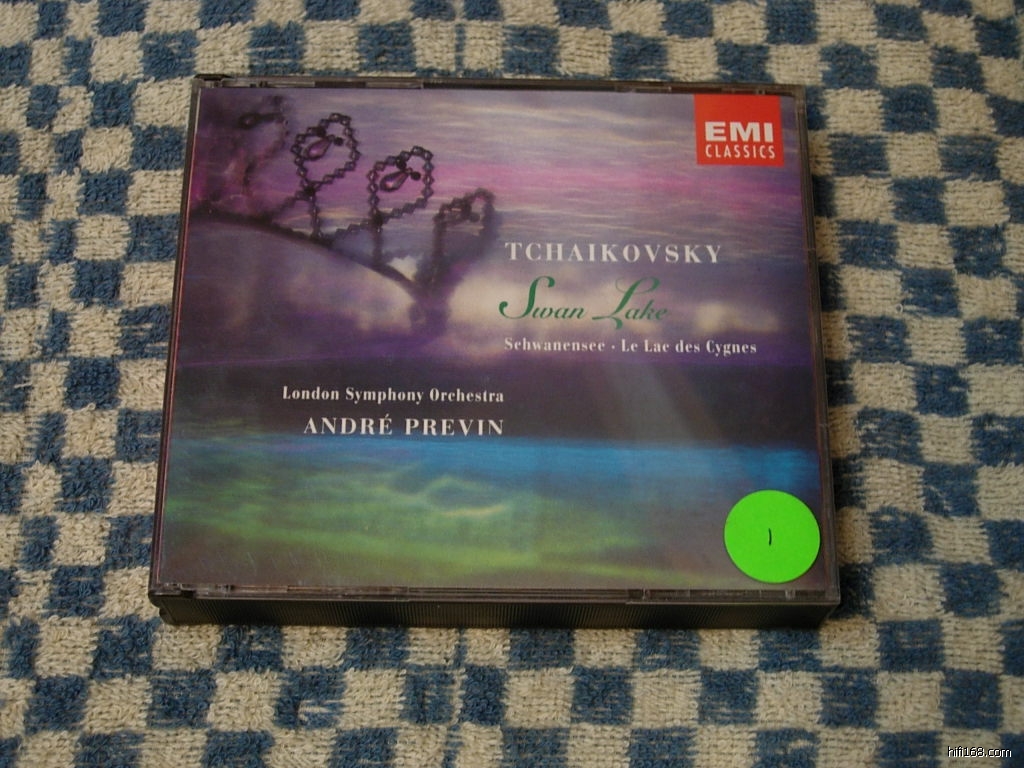 EMI
CLASSICS
TCHAIKOVSKY
Swan Lake
Schwanensee · Le Lac des Cygnes
London Symphony Orchestra
ANDRÉ PREVIN
1
hifi168.com